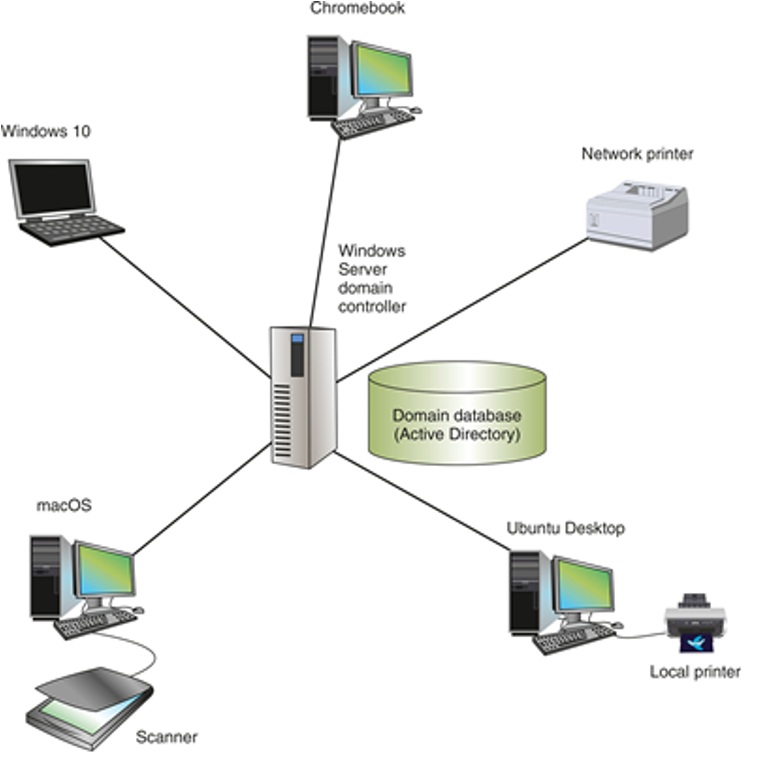 Chromebook
Windows 10
Network printer
Windows
Server
domain
controller
Domain database
(Active Directory)
macOS
Ubuntu Desktop
Local printer
Scanner